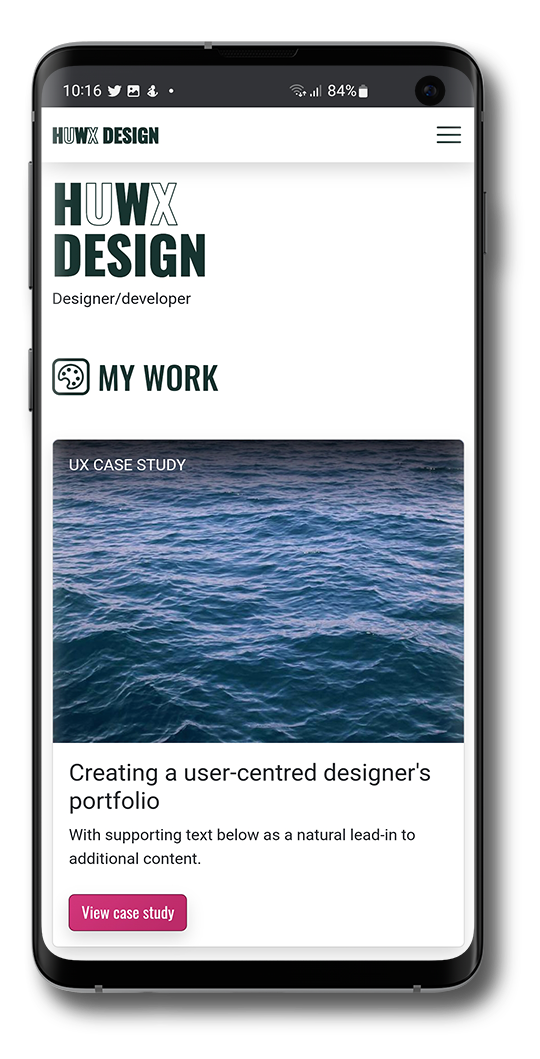 10:16 84%
HUWX DESIGN
HUWX
DESIGN
Designer/developer
MY WORK
UX CASE STUDY
Creating a user-centred designer's
portfolio
With supporting text below as a natural lead-in to
additional content.
View case study